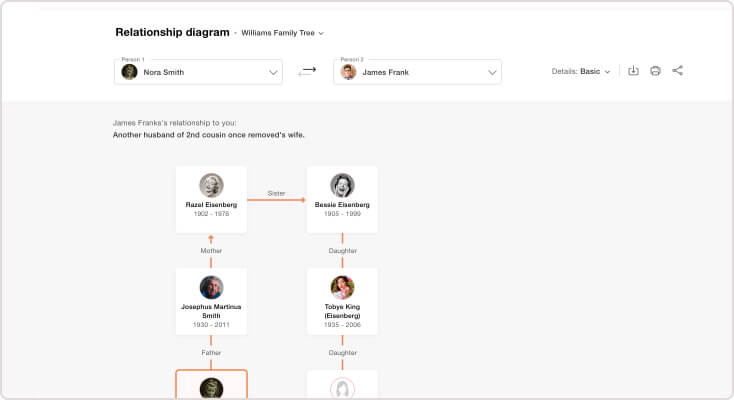 Relationship diagram · Williams Family Tree
Person 1
Nora Smith
Person 2
James Frank
Details: Basic
James Franks's relationship to you:
Another husband of 2nd cousin once removed's wife.
Razel Eisenberg
1902 - 1978
Sister
Bessie Eisenberg
1905 - 1999
Mother
Daughter
Josephus Martinus
Smith
1930 - 2011
Tobye King
(Eisenberg)
1935 - 2006
Father
Daughter